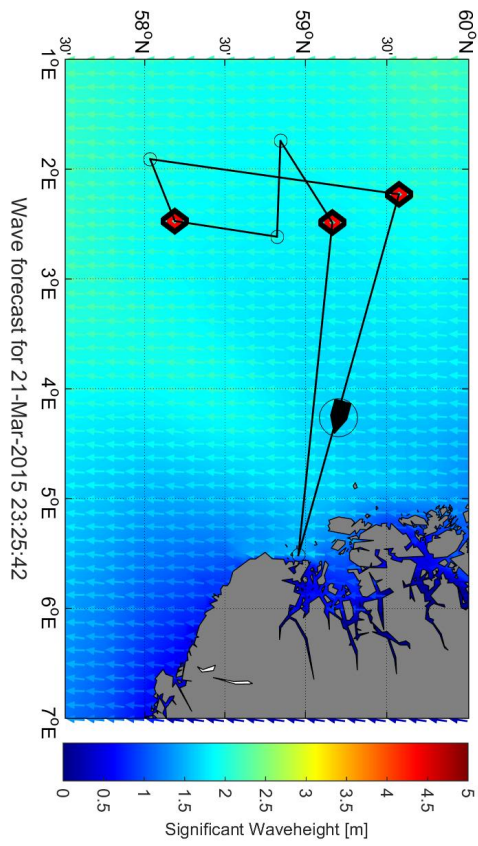 30'
58°N
30'
59°N
30'
60°N
1°E
2°E
3°E
4°E
5°E
6°E
7°E
Wave forecast for 21-Mar-2015 23:25:42
0
0.5
1
1.5
2
2.5
3
3.5
4
4.5
5
Significant Waveheight [m]